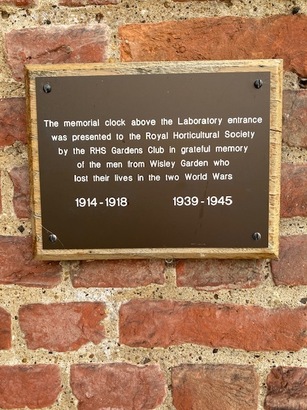 The memorial clock above the Laboratory entrance
was presented to the Royal Horticultural Society
by the RHS Gardens Club in grateful memory
of the men from Wisley Garden who
lost their lives in the two World Wars
1914-1918 1939-1945